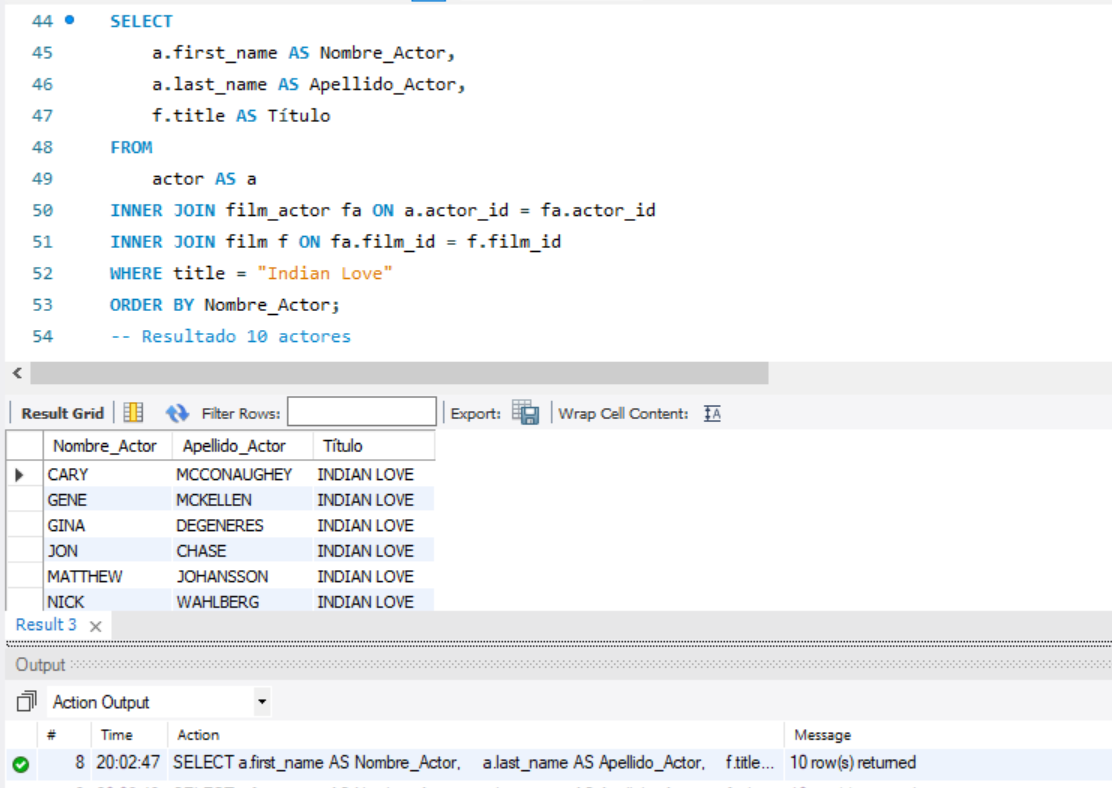 44 SELECT
45 a.first_name AS Nombre_Actor,
46 a.last_name AS Apellido_Actor,
47 f.title AS Título
48 FROM
49 actor AS a
50 INNER JOIN film_actor fa ON a.actor_id = fa.actor_id
51 INNER JOIN film f ON fa.film_id = f.film_id
52 WHERE title = "Indian Love"
53 ORDER BY Nombre_Actor;
54 -- Resultado 10 actores
Result Grid Filter Rows: Export: Wrap Cell Content:
Nombre_Actor Apellido_Actor Título
CARY MCCONAUGHEY INDIAN LOVE
GENE MCKELLEN INDIAN LOVE
GINA DEGENERES INDIAN LOVE
JON CHASE INDIAN LOVE
MATTHEW JOHANSSON INDIAN LOVE
NICK WAHLBERG INDIAN LOVE
Result 3
Output
Action Output
# Time Action Message
8 20:02:47 SELECT a.first_name AS Nombre_Actor, a.last_name AS Apellido_Actor, f.title... 10 row(s) returned